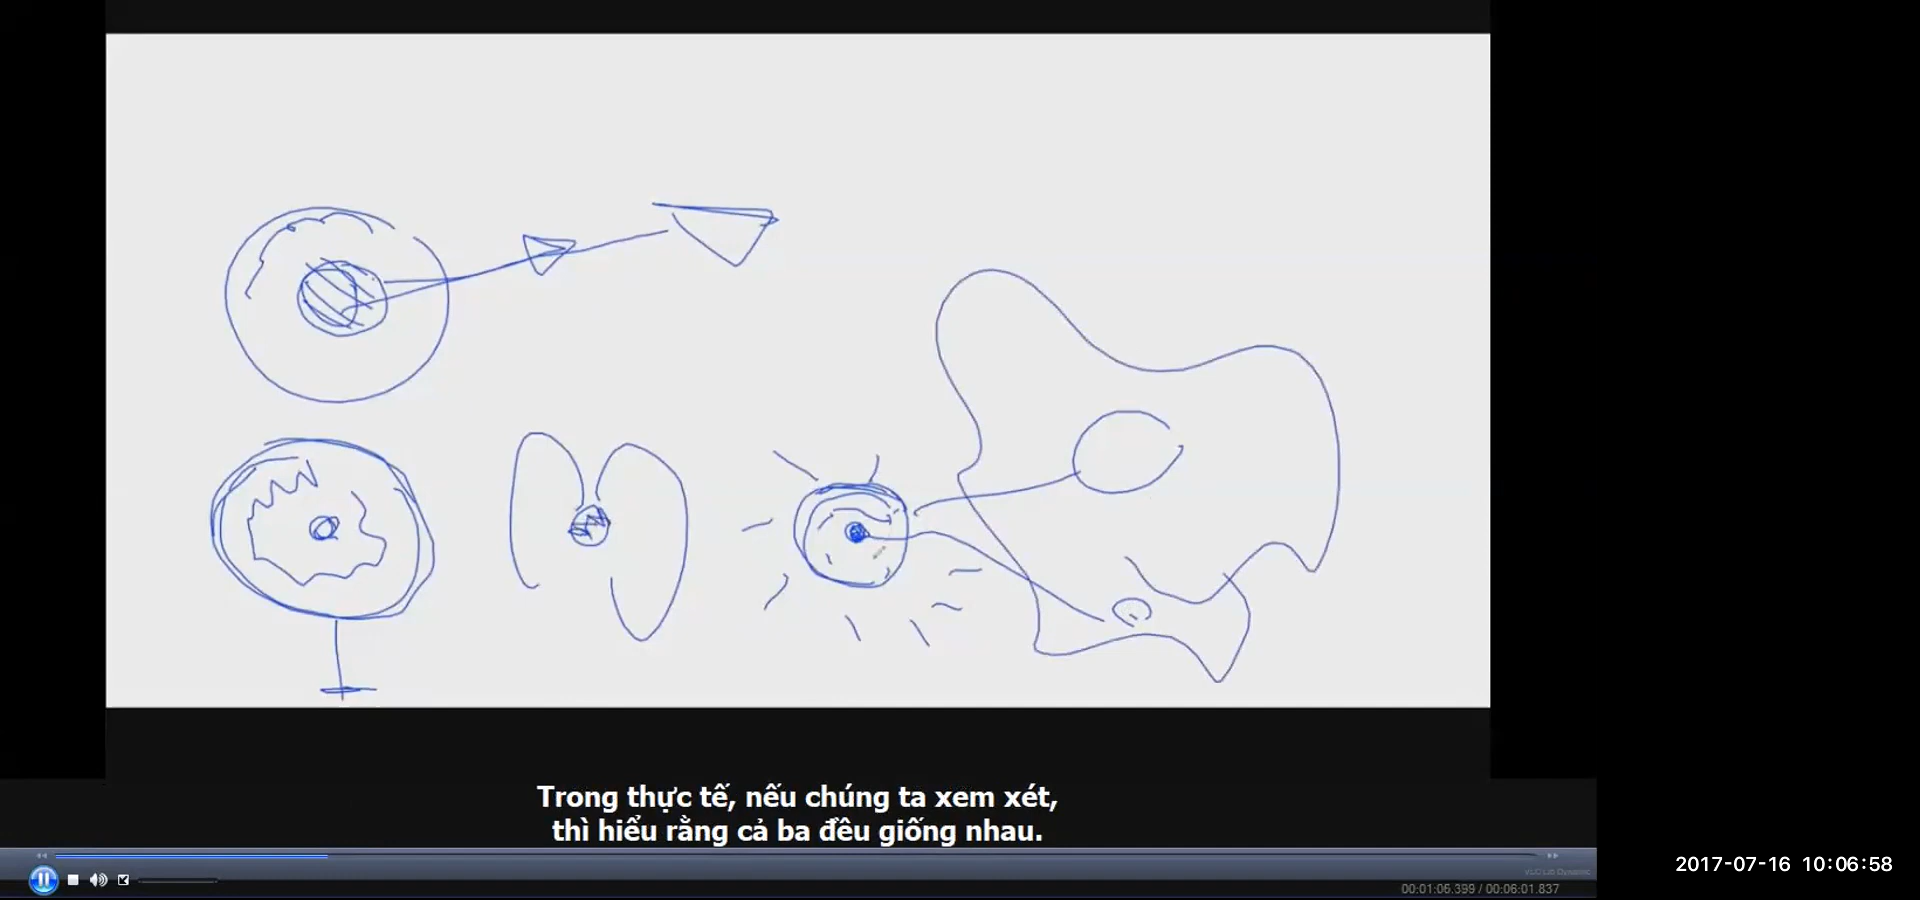 Trong thực tế, nếu chúng ta xem xét,
thì hiểu rằng cả ba đều giống nhau.
2017-07-16 10:06:58
00:01:06.399 / 00:06:01.837